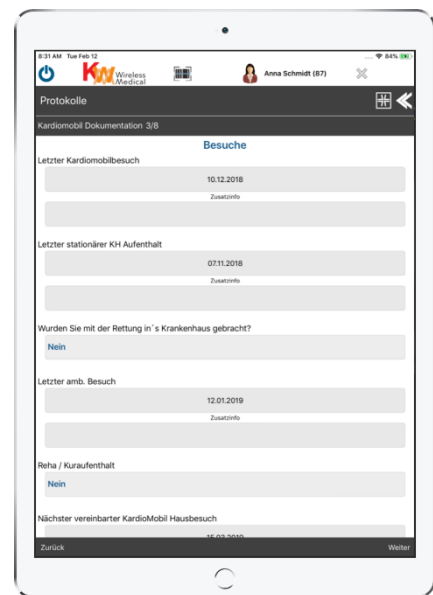 8:31 AM Tue Feb 12
84%
KW Wireless Medical
Anna Schmidt (87)
Protokolle
Kardiomobil Dokumentation 3/8
Besuche
Letzter Kardiomobilbesuch
10.12.2018
Zusatzinfo
Letzter stationärer KH Aufenthalt
07.11.2018
Zusatzinfo
Wurden Sie mit der Rettung in`s Krankenhaus gebracht?
Nein
Letzter amb. Besuch
12.01.2019
Zusatzinfo
Reha / Kuraufenthalt
Nein
Nächster vereinbarter KardioMobil Hausbesuch
Zurück
Weiter